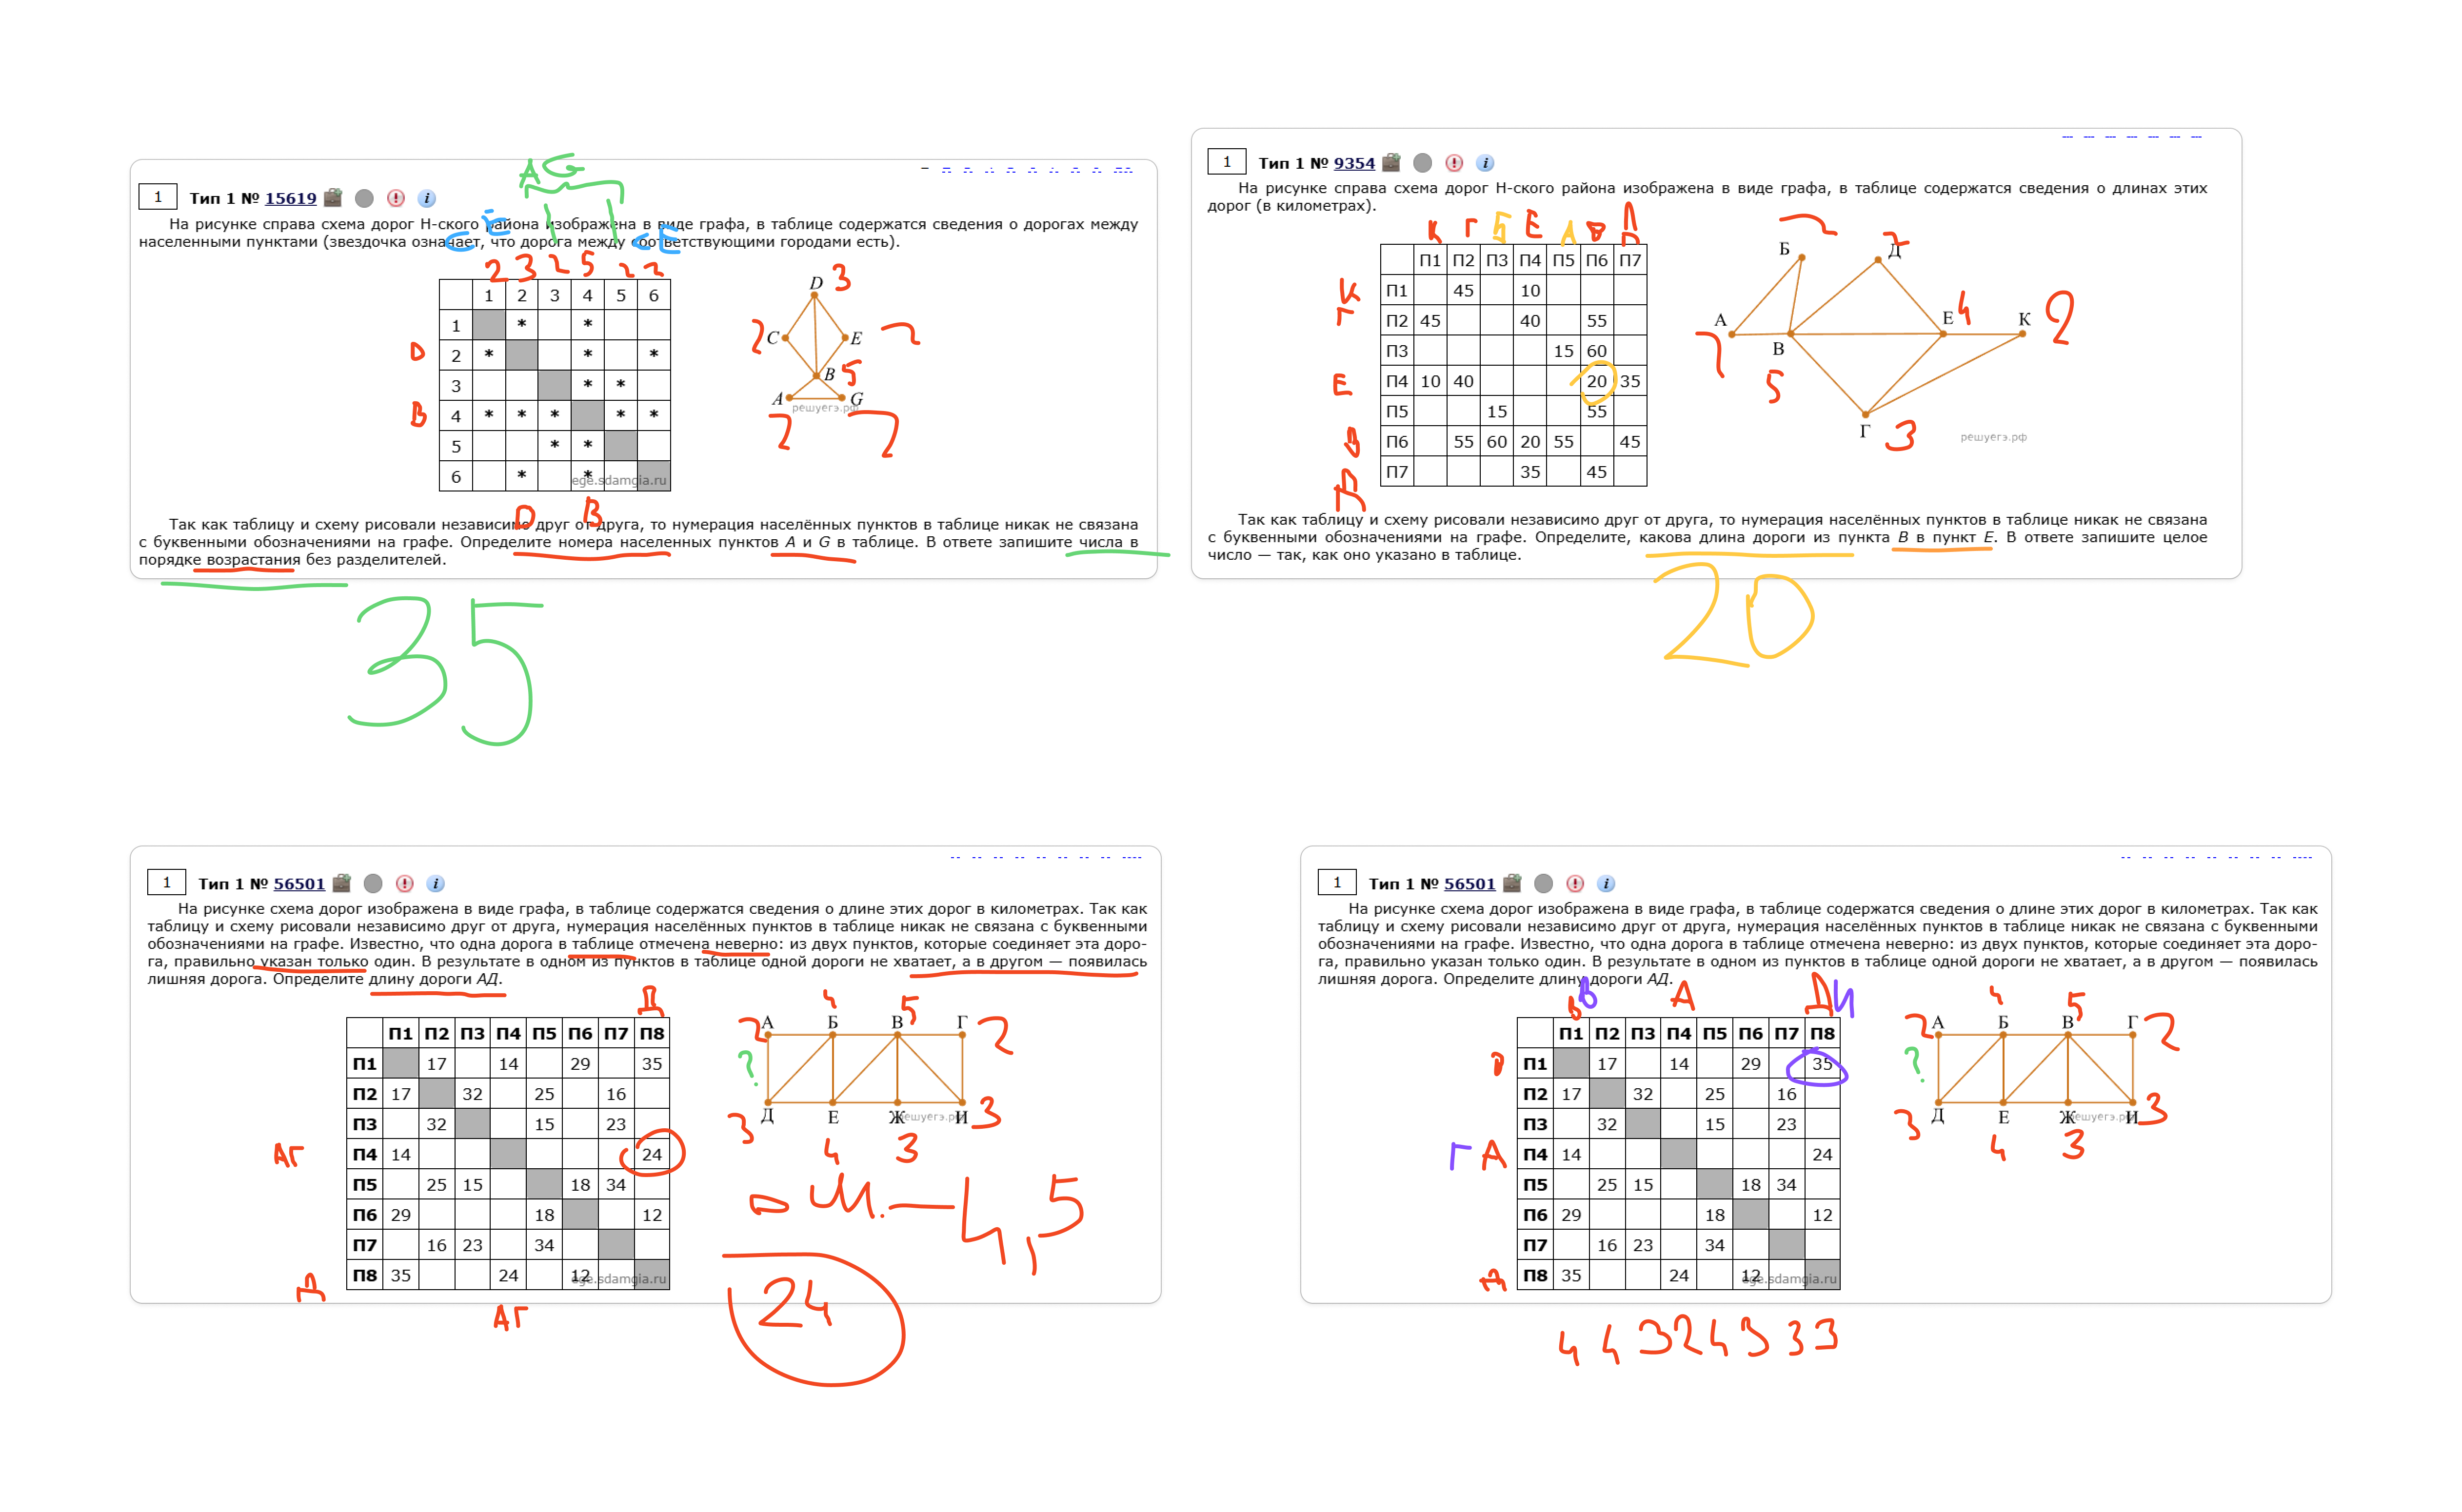 1 Тип 1 № 15619
На рисунке справа схема дорог Н-ского района изображена в виде графа, в таблице содержатся сведения о дорогах между
населенными пунктами (звездочка означает, что дорога между соответствующими городами есть).
A G
C E
C E
2 3 2 5 2 2
1 2 3 4 5 6
1 * *
D 2 * * *
3 * *
B 4 * * * * *
5 * *
6 * *
ege.sdamgia.ru
D B
D 3
2 C E 2
B 5
A G
решуегэ.рф
2 2
Так как таблицу и схему рисовали независимо друг от друга, то нумерация населённых пунктов в таблице никак не связана
с буквенными обозначениями на графе. Определите номера населенных пунктов A и G в таблице. В ответе запишите числа в
порядке возрастания без разделителей.
35
1 Тип 1 № 9354
На рисунке справа схема дорог Н-ского района изображена в виде графа, в таблице содержатся сведения о длинах этих
дорог (в километрах).
К Г Б Е А В Д
П1 П2 П3 П4 П5 П6 П7
К П1 45 10
Г П2 45 40 55
П3 15 60
Е П4 10 40 20 35
П5 15 55
В П6 55 60 20 55 45
Д П7 35 45
2
Б Д 2
А В Е 4 К 2
2 5
Г 3
решуегэ.рф
Так как таблицу и схему рисовали независимо друг от друга, то нумерация населённых пунктов в таблице никак не связана
с буквенными обозначениями на графе. Определите, какова длина дороги из пункта В в пункт Е. В ответе запишите целое
число — так, как оно указано в таблице.
20
1 Тип 1 № 56501
На рисунке схема дорог изображена в виде графа, в таблице содержатся сведения о длине этих дорог в километрах. Так как
таблицу и схему рисовали независимо друг от друга, нумерация населённых пунктов в таблице никак не связана с буквенными
обозначениями на графе. Известно, что одна дорога в таблице отмечена неверно: из двух пунктов, которые соединяет эта доро-
га, правильно указан только один. В результате в одном из пунктов в таблице одной дороги не хватает, а в другом — появилась
лишняя дорога. Определите длину дороги АД.
Д
П1 П2 П3 П4 П5 П6 П7 П8
П1 17 14 29 35
П2 17 32 25 16
П3 32 15 23
АГ П4 14 24
П5 25 15 18 34
П6 29 18 12
П7 16 23 34
Д П8 35 24 12
ege.sdamgia.ru
АГ
4 5
2 А Б В Г 2
?
Д Е Ж И 3
решуегэ.рф
3 4 3
4,5
24
1 Тип 1 № 56501
На рисунке схема дорог изображена в виде графа, в таблице содержатся сведения о длине этих дорог в километрах. Так как
таблицу и схему рисовали независимо друг от друга, нумерация населённых пунктов в таблице никак не связана с буквенными
обозначениями на графе. Известно, что одна дорога в таблице отмечена неверно: из двух пунктов, которые соединяет эта доро-
га, правильно указан только один. В результате в одном из пунктов в таблице одной дороги не хватает, а в другом — появилась
лишняя дорога. Определите длину дороги АД.
В А Д И
П1 П2 П3 П4 П5 П6 П7 П8
П1 17 14 29 35
П2 17 32 25 16
П3 32 15 23
Г А П4 14 24
П5 25 15 18 34
П6 29 18 12
П7 16 23 34
Д П8 35 24 12
ege.sdamgia.ru
4 4 3 2 4 3 3 3
4 5
2 А Б В Г 2
?
Д Е Ж И 3
решуегэ.рф
3 4 3